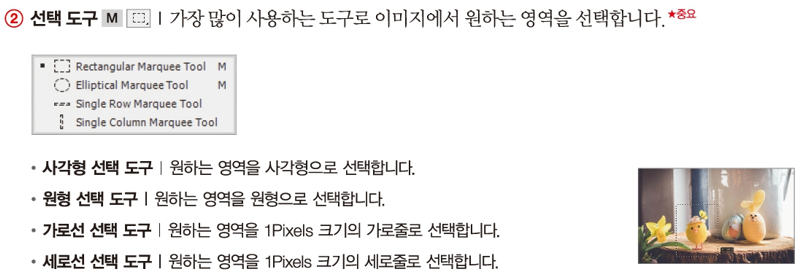 ② 선택 도구 M | 가장 많이 사용하는 도구로 이미지에서 원하는 영역을 선택합니다. ★중요
Rectangular Marquee Tool M
Elliptical Marquee Tool M
Single Row Marquee Tool
Single Column Marquee Tool
• 사각형 선택 도구 | 원하는 영역을 사각형으로 선택합니다.
• 원형 선택 도구 | 원하는 영역을 원형으로 선택합니다.
• 가로선 선택 도구 | 원하는 영역을 1Pixels 크기의 가로줄로 선택합니다.
• 세로선 선택 도구 | 원하는 영역을 1Pixels 크기의 세로줄로 선택합니다.